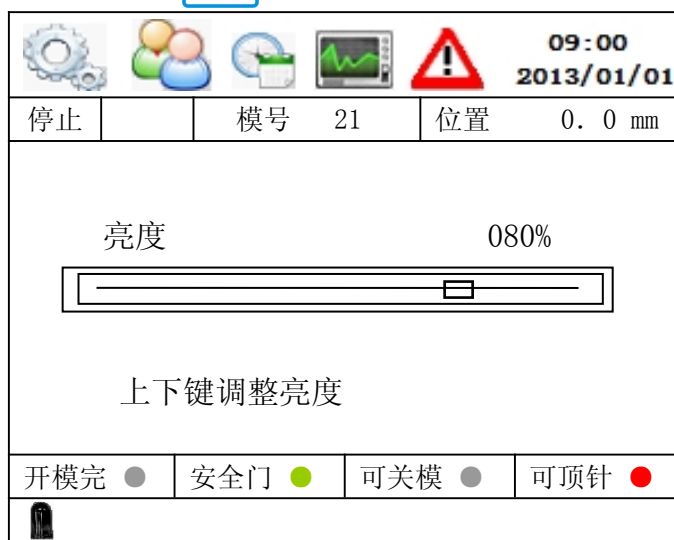 09:00
2013/01/01
停止 模号 21 位置 0. 0 mm
亮度 080%
上下键调整亮度
开模完 安全门 可关模 可顶针